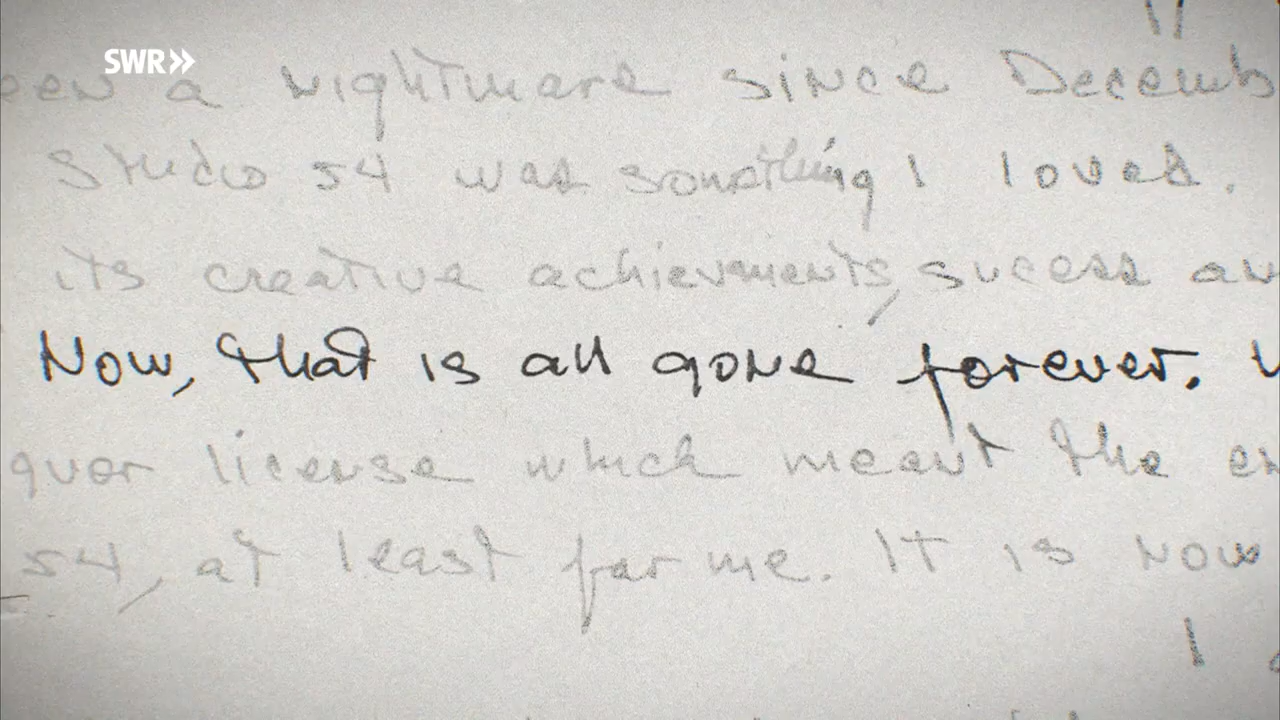 SWR
een a nightmare since Decemb
Studio 54 was something I loved.
its creative achievements, sucess an
Now, that is all gone forever.
quor license which meant the en
54, at least for me. It is now
I